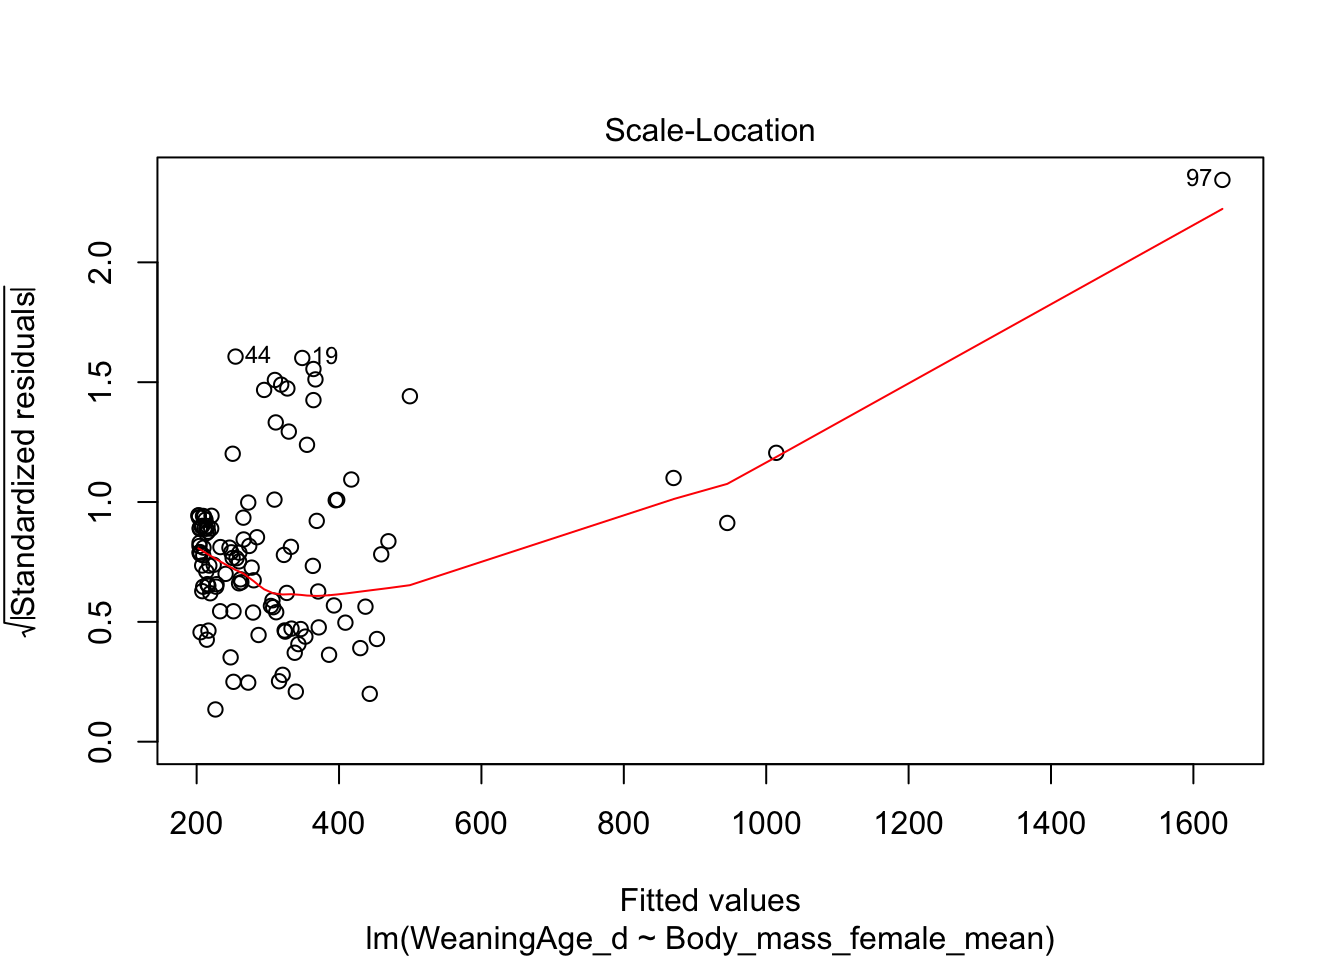 Scale-Location
√|Standardized residuals|
2.0
1.5
1.0
0.5
0.0
97
44
19
200 400 600 800 1000 1200 1400 1600
Fitted values
lm(WeaningAge_d ~ Body_mass_female_mean)